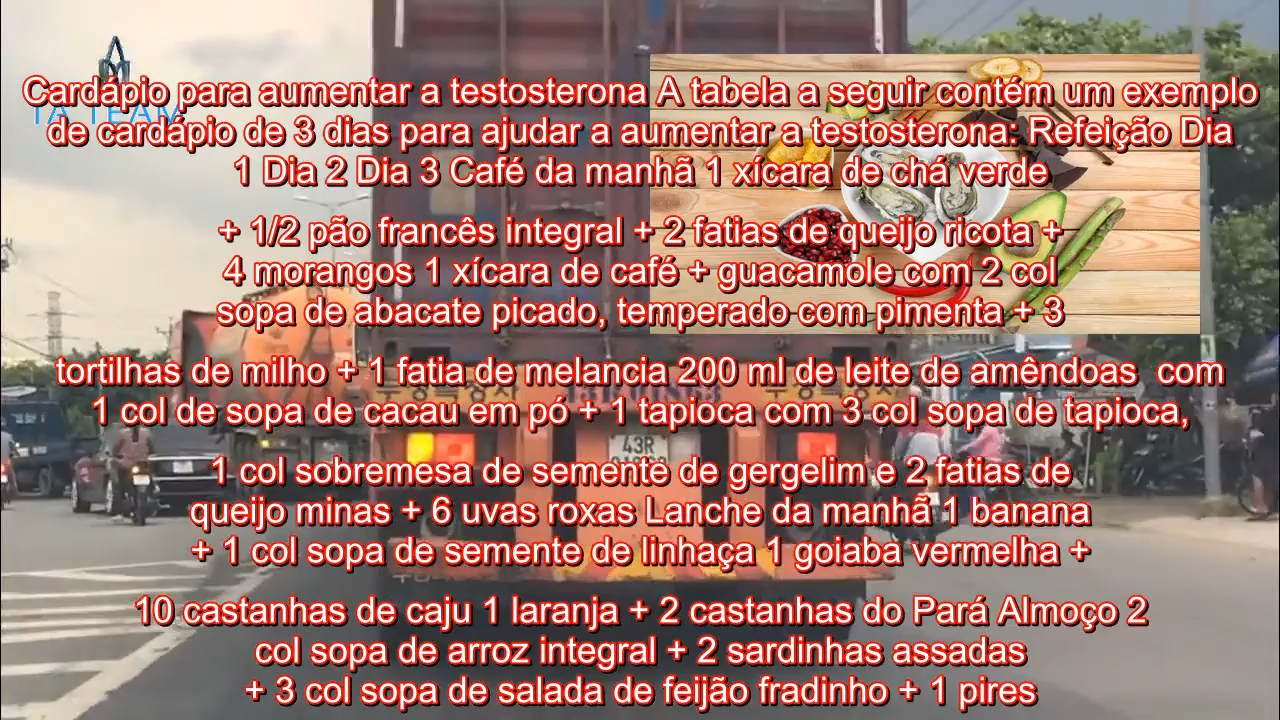 Cardápio para aumentar a testosterona A tabela a seguir contém um exemplo
de cardápio de 3 dias para ajudar a aumentar a testosterona: Refeição Dia
1 Dia 2 Dia 3 Café da manhã 1 xícara de chá verde
+ 1/2 pão francês integral + 2 fatias de queijo ricota +
4 morangos 1 xícara de café + guacamole com 2 col
sopa de abacate picado, temperado com pimenta + 3
tortilhas de milho + 1 fatia de melancia 200 ml de leite de amêndoas  com
1 col de sopa de cacau em pó + 1 tapioca com 3 col sopa de tapioca,
1 col sobremesa de semente de gergelim e 2 fatias de
queijo minas + 6 uvas roxas Lanche da manhã 1 banana
+ 1 col sopa de semente de linhaça 1 goiaba vermelha +
10 castanhas de caju 1 laranja + 2 castanhas do Pará Almoço 2
col sopa de arroz integral + 2 sardinhas assadas
+ 3 col sopa de salada de feijão fradinho + 1 pires
TEAM
43R